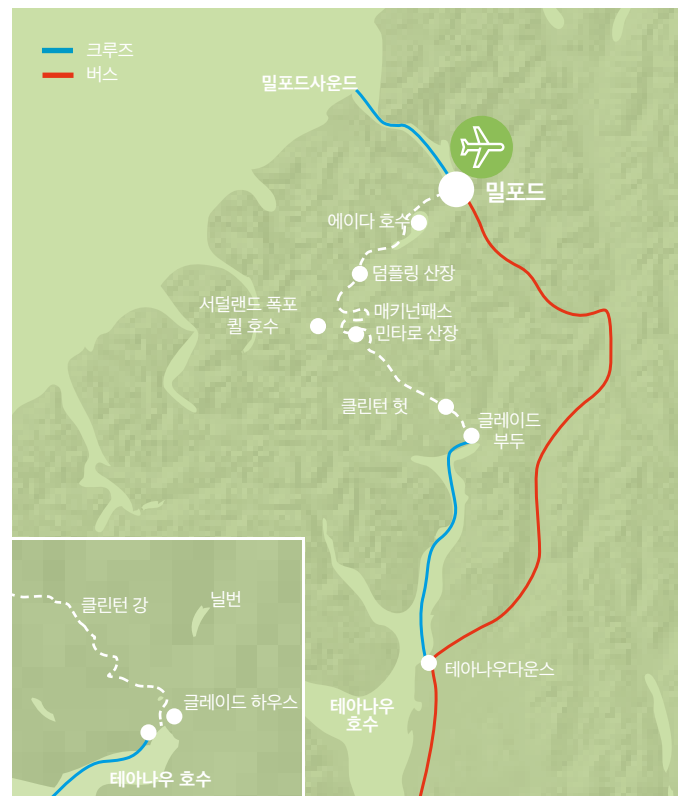 크루즈
버스
밀포드사운드
밀포드
에이다 호수
덤플링 산장
서덜랜드 폭포
퀼 호수
매키넌패스
민타로 산장
클린턴 헛
글레이드
부두
클린턴 강
닐번
글레이드 하우스
테아나우다운스
테아나우
호수
테아나우 호수